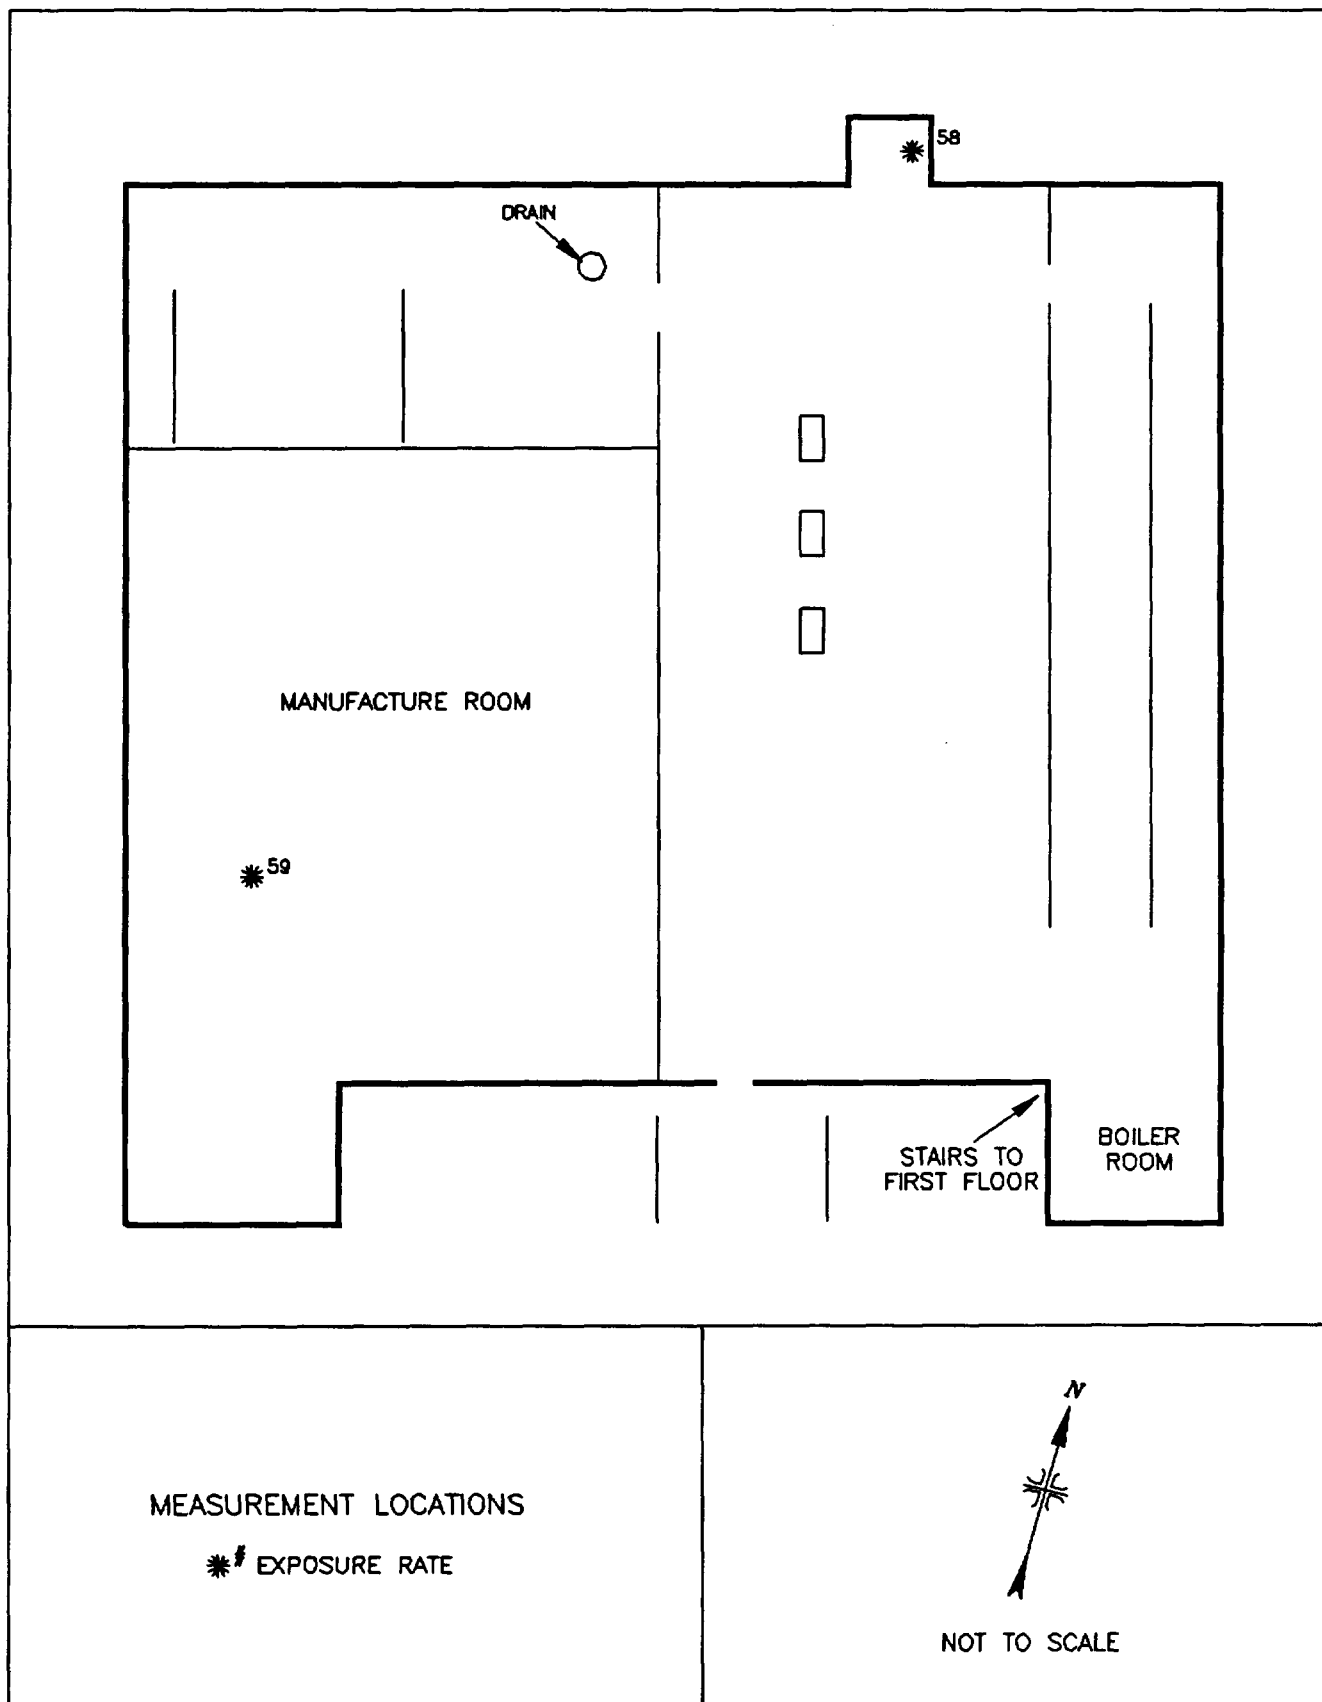 58
DRAIN
MANUFACTURE ROOM
59
STAIRS TO
FIRST FLOOR
BOILER
ROOM
MEASUREMENT LOCATIONS
# EXPOSURE RATE
N
NOT TO SCALE